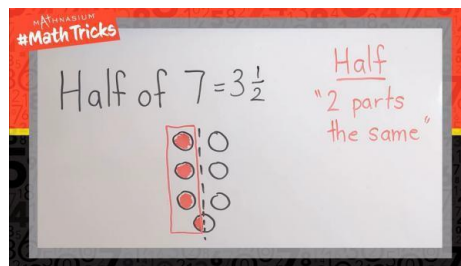 MATHNASIUM
#MathTricks
Half of 7 = 3 1/2
Half
"2 parts
the same"